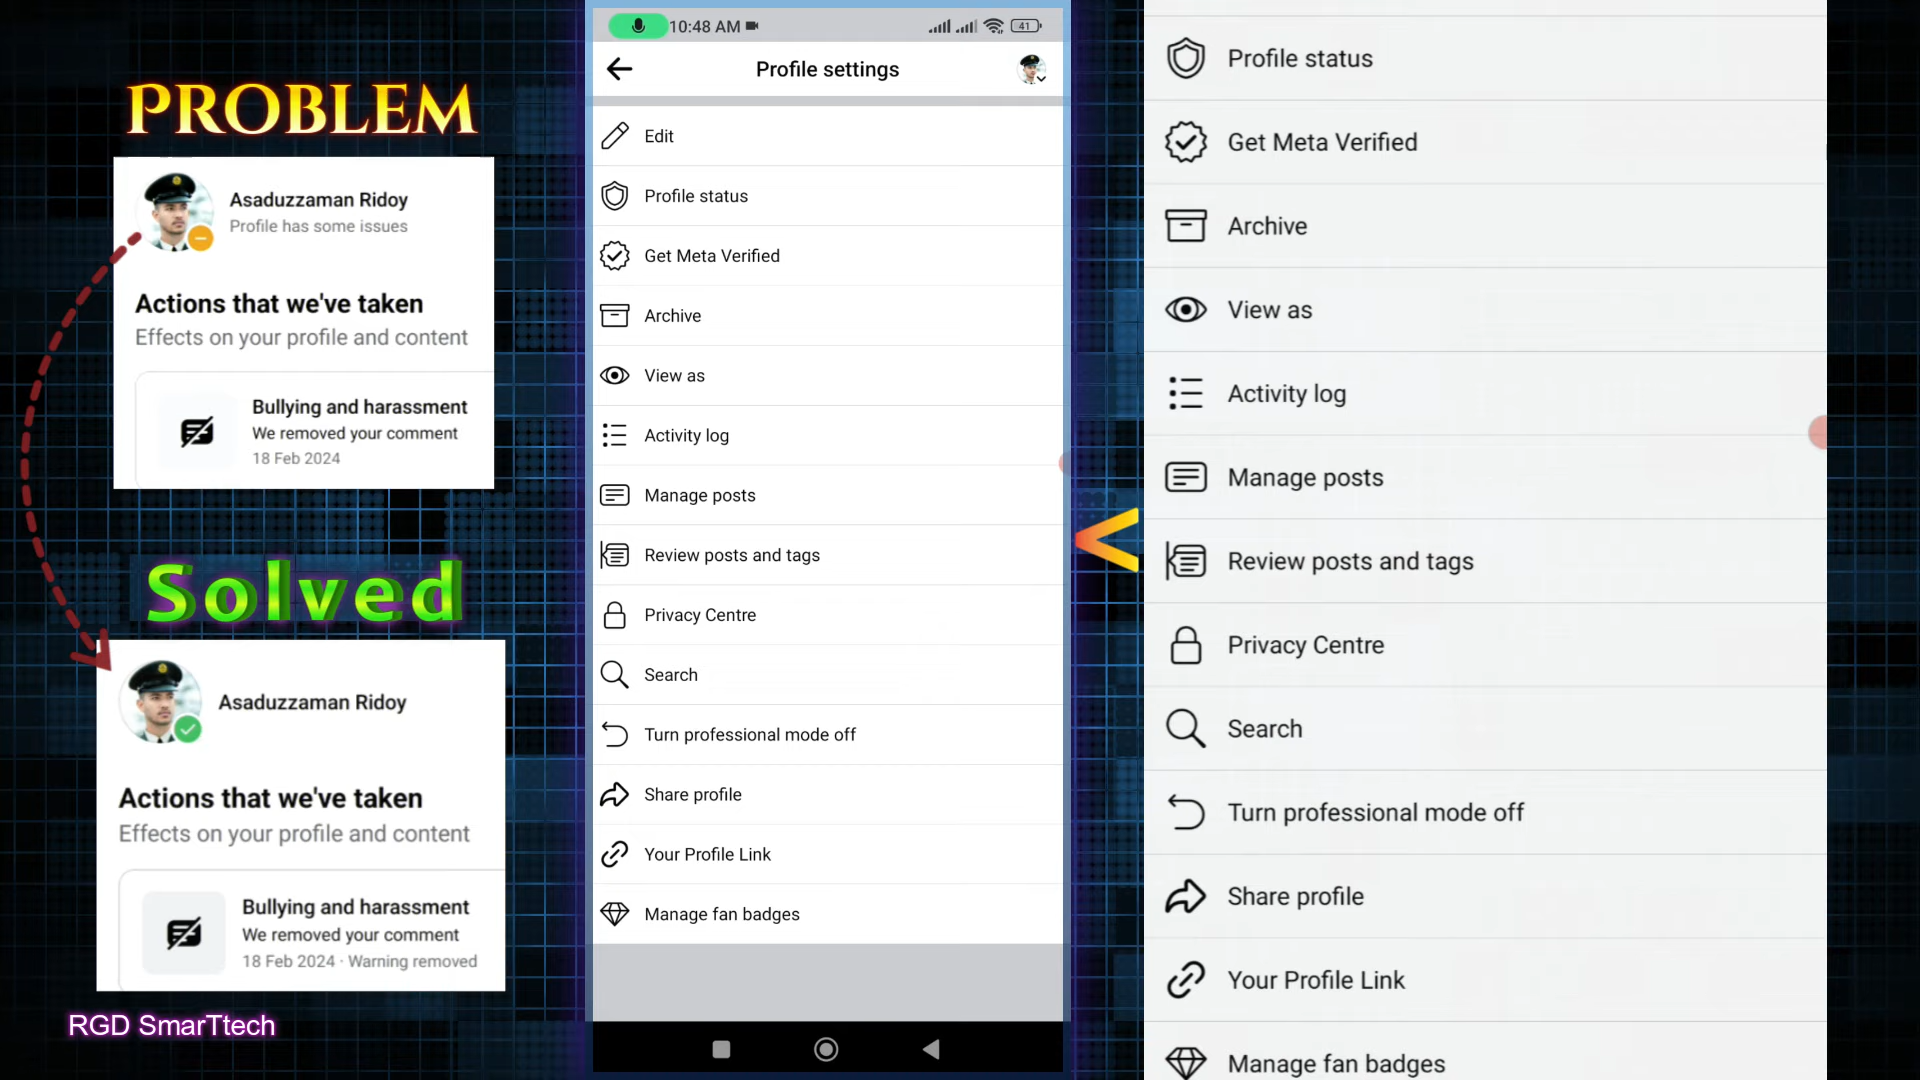 PROBLEM
Asaduzzaman Ridoy
Profile has some issues
Actions that we've taken
Effects on your profile and content
Bullying and harassment
We removed your comment
18 Feb 2024
Solved
Asaduzzaman Ridoy
Actions that we've taken
Effects on your profile and content
Bullying and harassment
We removed your comment
18 Feb 2024 · Warning removed
RGD SmarTtech
10:48 AM
41
Profile settings
Edit
Profile status
Get Meta Verified
Archive
View as
Activity log
Manage posts
Review posts and tags
Privacy Centre
Search
Turn professional mode off
Share profile
Your Profile Link
Manage fan badges
<
Profile status
Get Meta Verified
Archive
View as
Activity log
Manage posts
Review posts and tags
Privacy Centre
Search
Turn professional mode off
Share profile
Your Profile Link
Manage fan badges